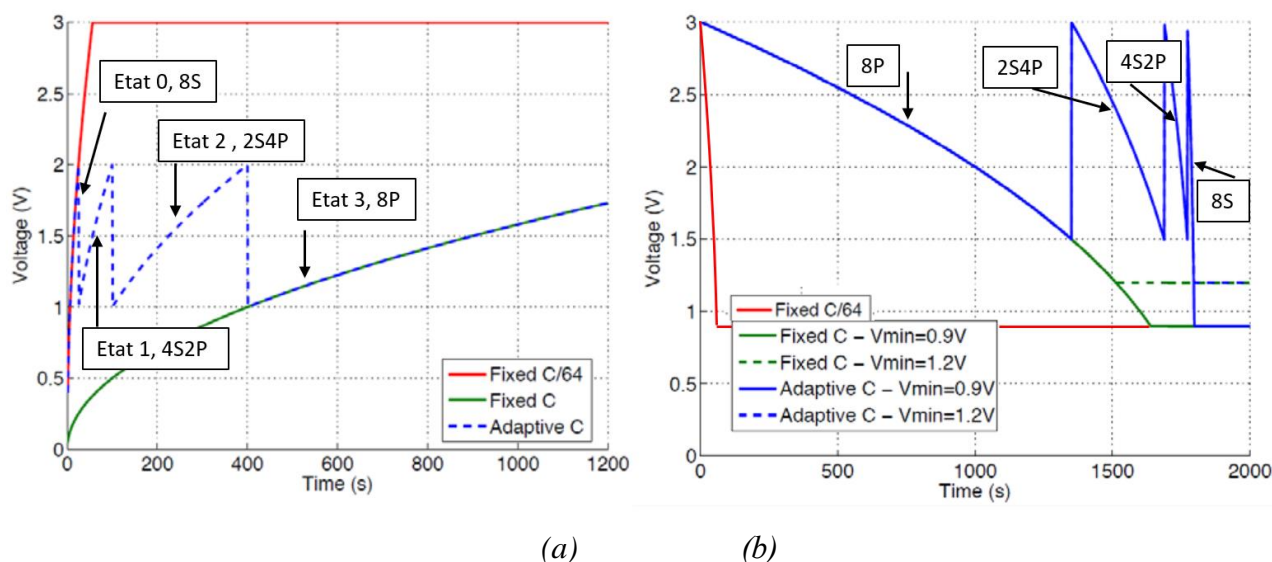 3
2.5
2
1.5
1
0.5
0
Voltage (V)
0
200
400
600
800
1000
1200
Time (s)
Etat 0, 8S
Etat 2 , 2S4P
Etat 3, 8P
Etat 1, 4S2P
Fixed C/64
Fixed C
Adaptive C
(a)
3
2.5
2
1.5
1
0.5
0
Voltage (V)
0
500
1000
1500
2000
Time (s)
8P
2S4P
4S2P
8S
Fixed C/64
Fixed C – Vmin=0.9V
Fixed C – Vmin=1.2V
Adaptive C – Vmin=0.9V
Adaptive C – Vmin=1.2V
(b)